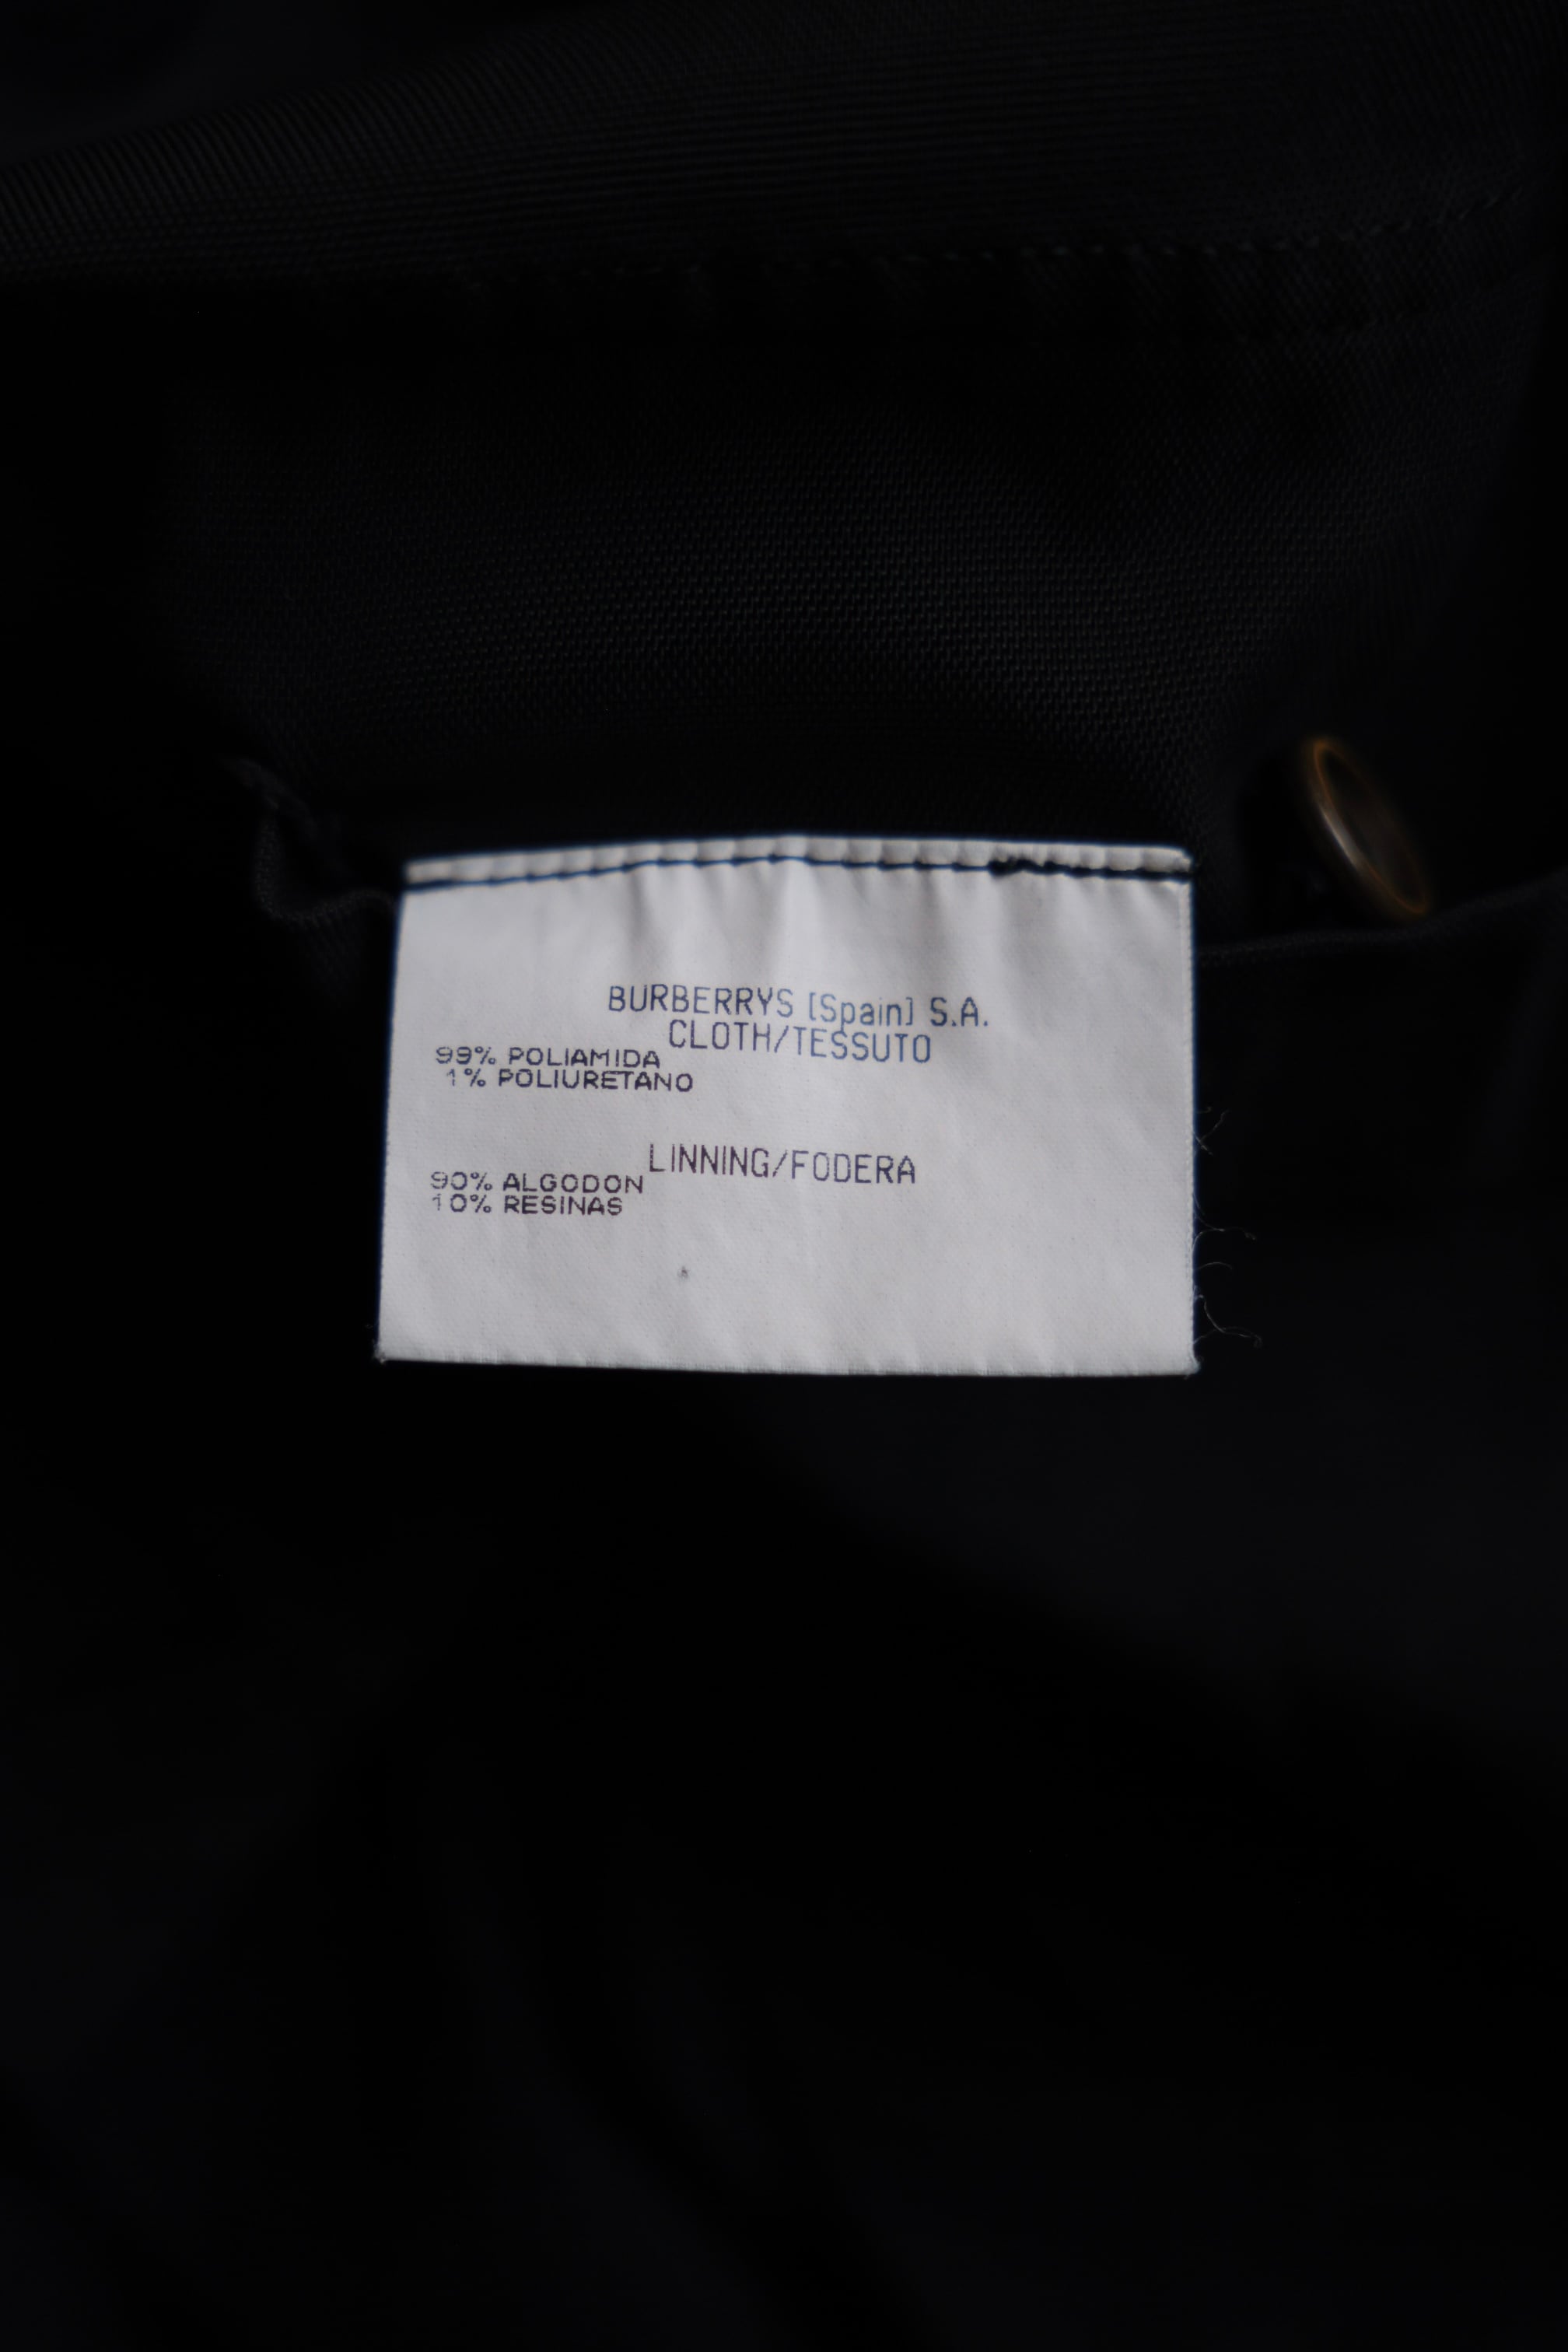 BURBERRYS [Spain] S.A.
CLOTH/TESSUTO
99% POLIAMIDA
1% POLIURETANO
LINNING/FODERA
90% ALGODON
10% RESINAS